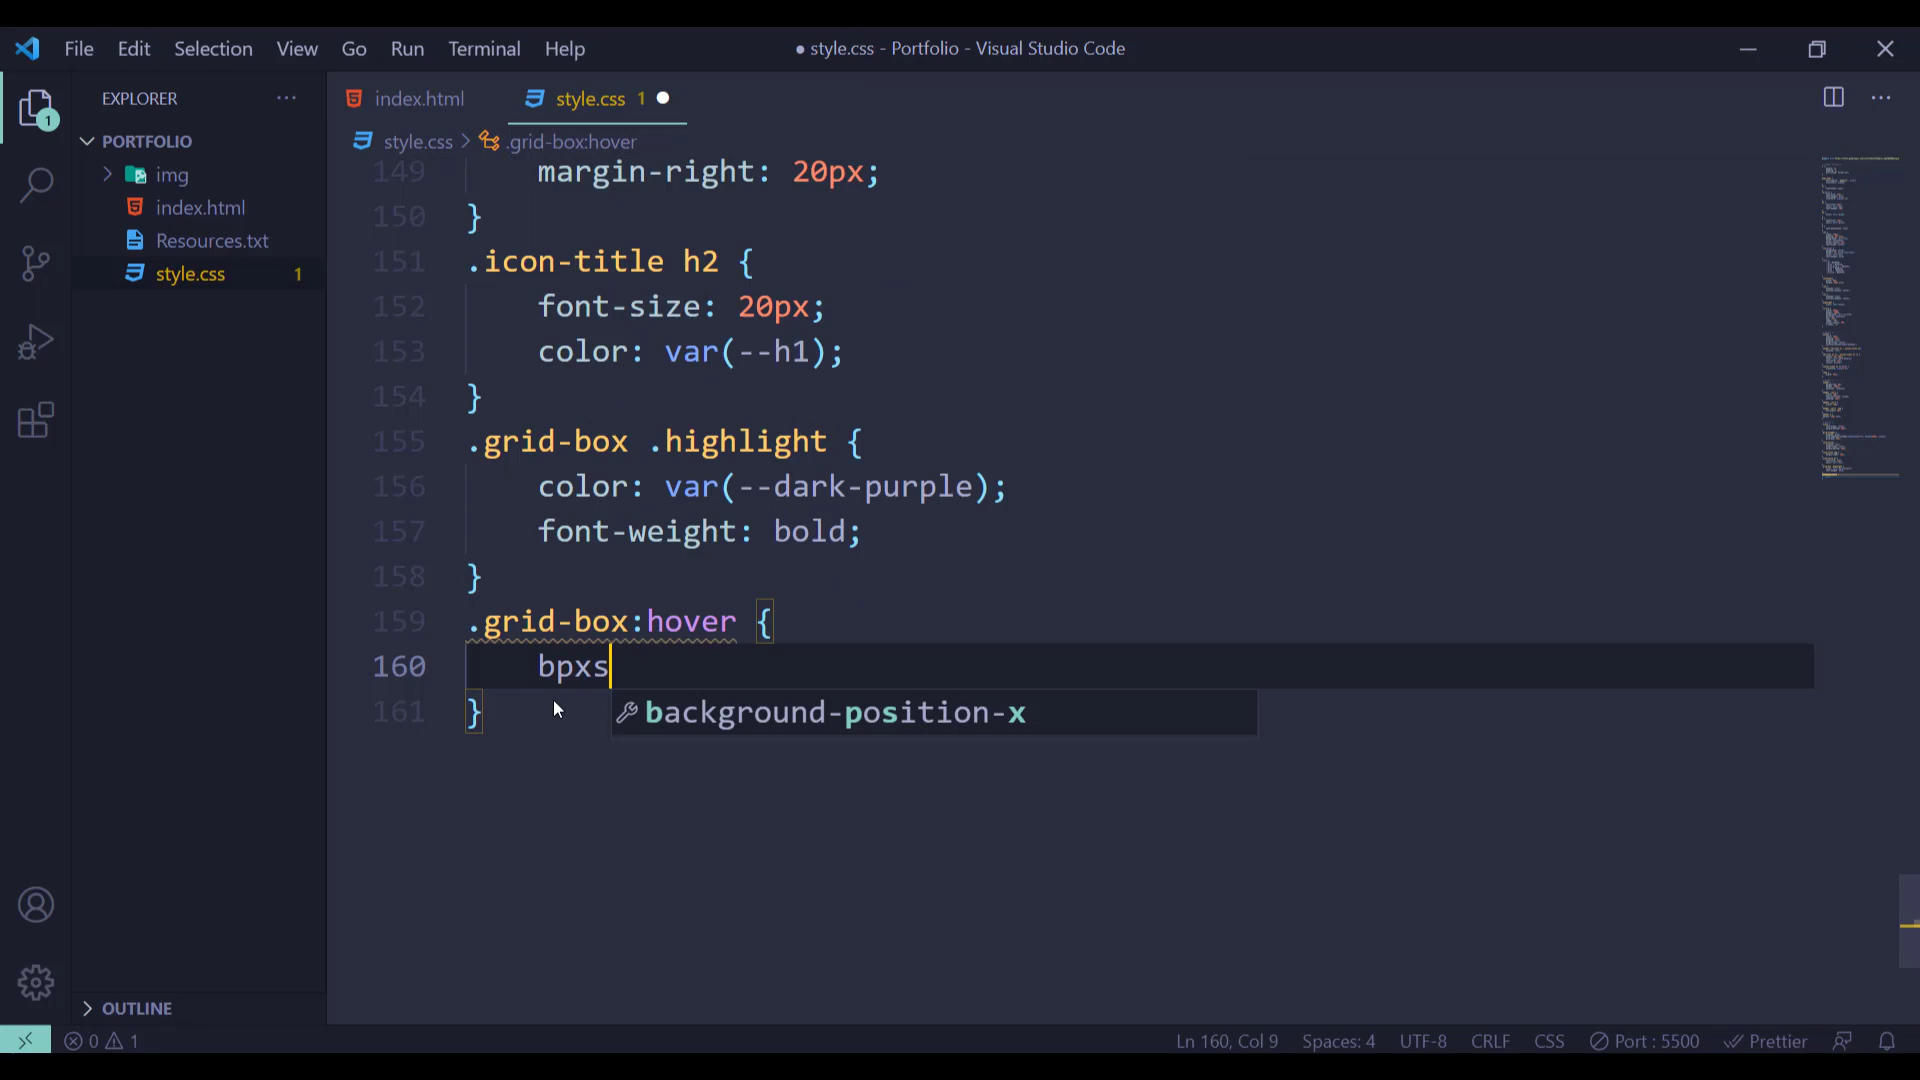 File Edit Selection View Go Run Terminal Help ● style.css - Portfolio - Visual Studio Code
EXPLORER ···
index.html style.css 1
PORTFOLIO
style.css > .grid-box:hover
img
index.html
Resources.txt
style.css 1
149 margin-right: 20px;
150 }
151 .icon-title h2 {
152 font-size: 20px;
153 color: var(--h1);
154 }
155 .grid-box .highlight {
156 color: var(--dark-purple);
157 font-weight: bold;
158 }
159 .grid-box:hover {
160 bpxs
161 }
background-position-x
1
OUTLINE
0 1 Ln 160, Col 9 Spaces: 4 UTF-8 CRLF CSS Port : 5500 Prettier